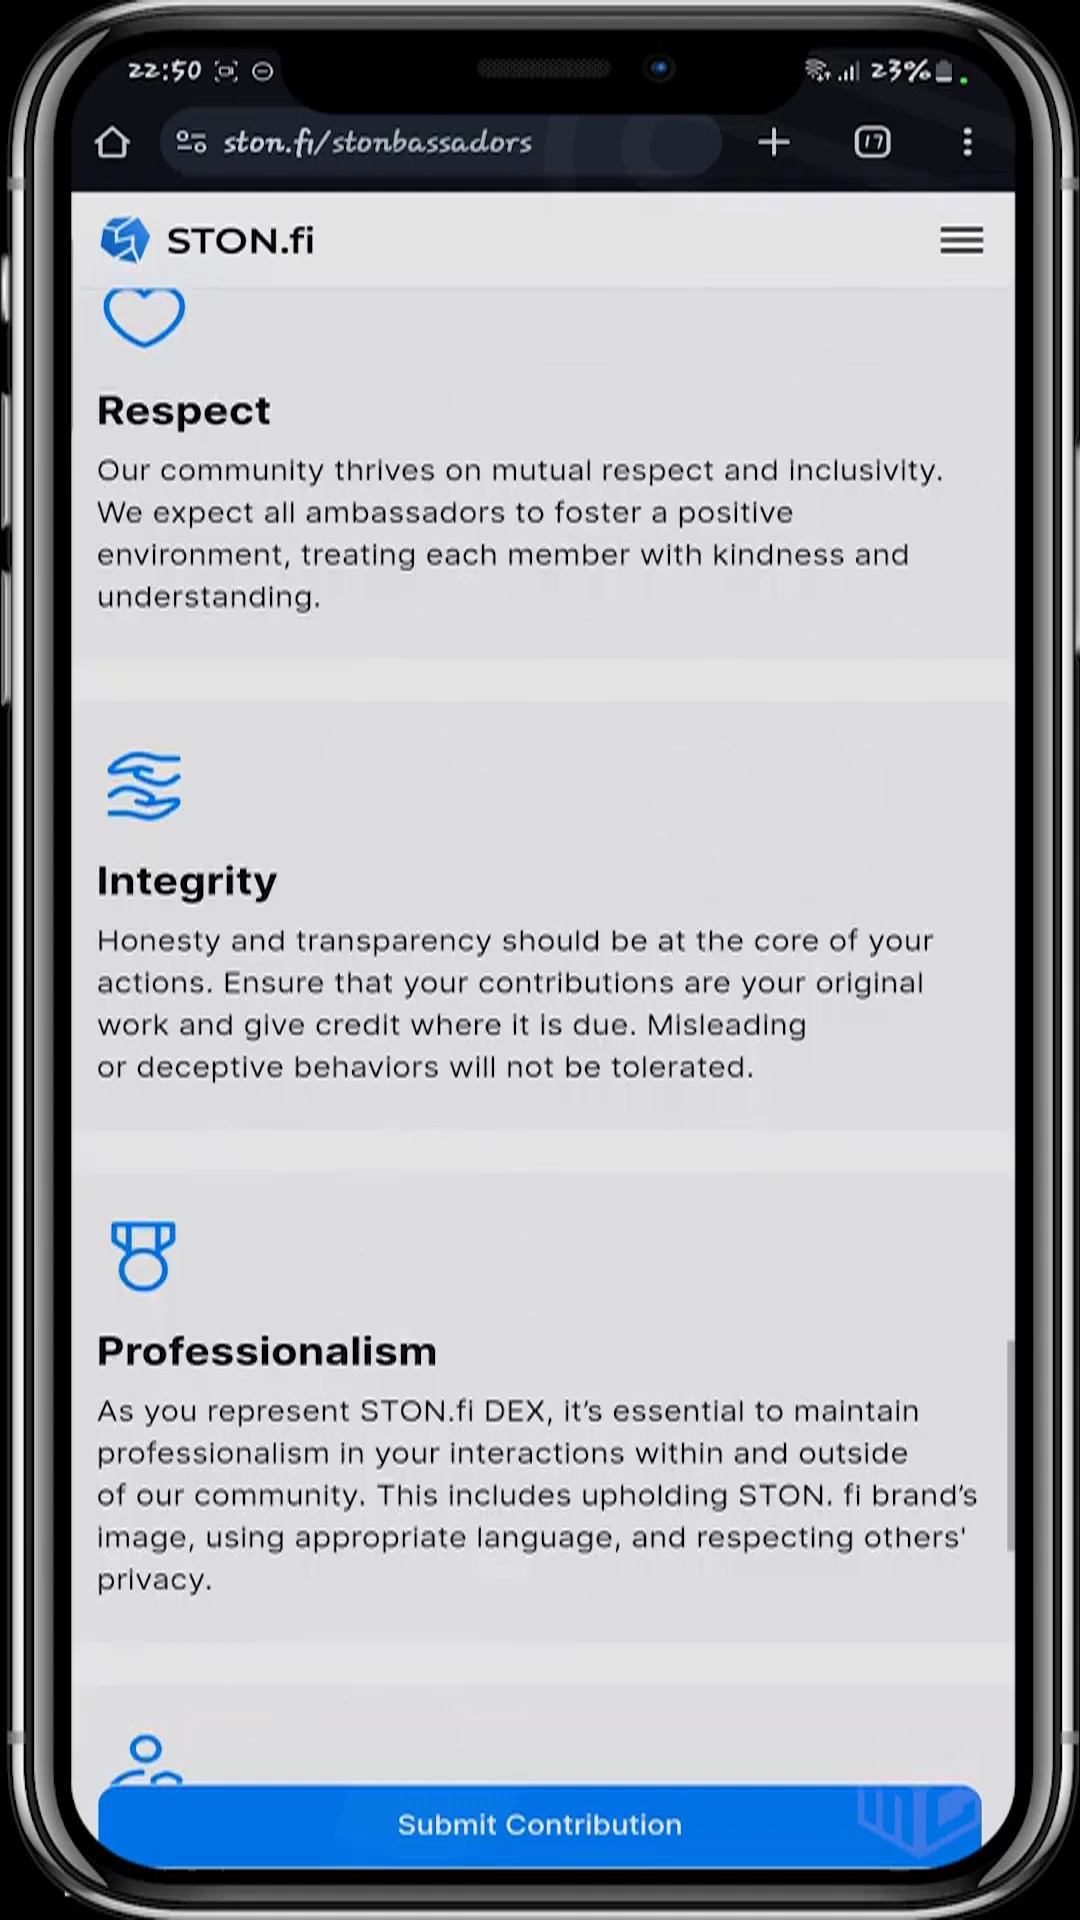 22:50
23%
ston.fi/stonbassadors
17
STON.fi
Respect
Our community thrives on mutual respect and inclusivity.
We expect all ambassadors to foster a positive
environment, treating each member with kindness and
understanding.
Integrity
Honesty and transparency should be at the core of your
actions. Ensure that your contributions are your original
work and give credit where it is due. Misleading
or deceptive behaviors will not be tolerated.
Professionalism
As you represent STON.fi DEX, it's essential to maintain
professionalism in your interactions within and outside
of our community. This includes upholding STON. fi brand's
image, using appropriate language, and respecting others'
privacy.
Submit Contribution